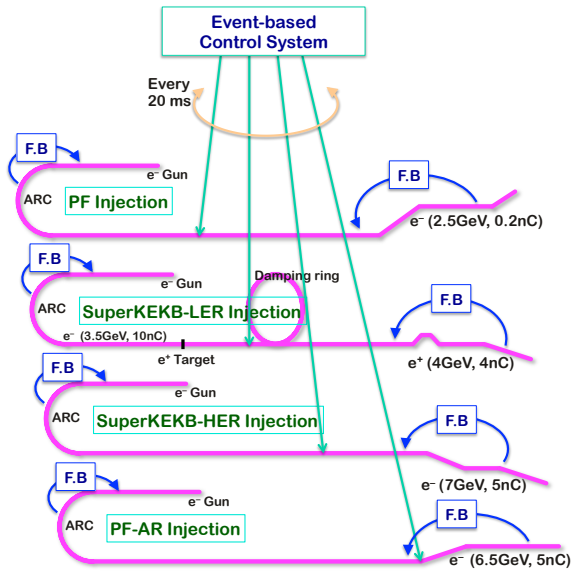 Event-based
Control System
Every
20 ms
F.B
e⁻ Gun
ARC
PF Injection
F.B
e⁻ (2.5GeV, 0.2nC)
F.B
e⁻ Gun
Damping ring
ARC
SuperKEKB-LER Injection
F.B
e⁻ (3.5GeV, 10nC)
e⁺ Target
e⁺ (4GeV, 4nC)
F.B
e⁻ Gun
ARC
SuperKEKB-HER Injection
F.B
e⁻ (7GeV, 5nC)
F.B
e⁻ Gun
ARC
PF-AR Injection
F.B
e⁻ (6.5GeV, 5nC)